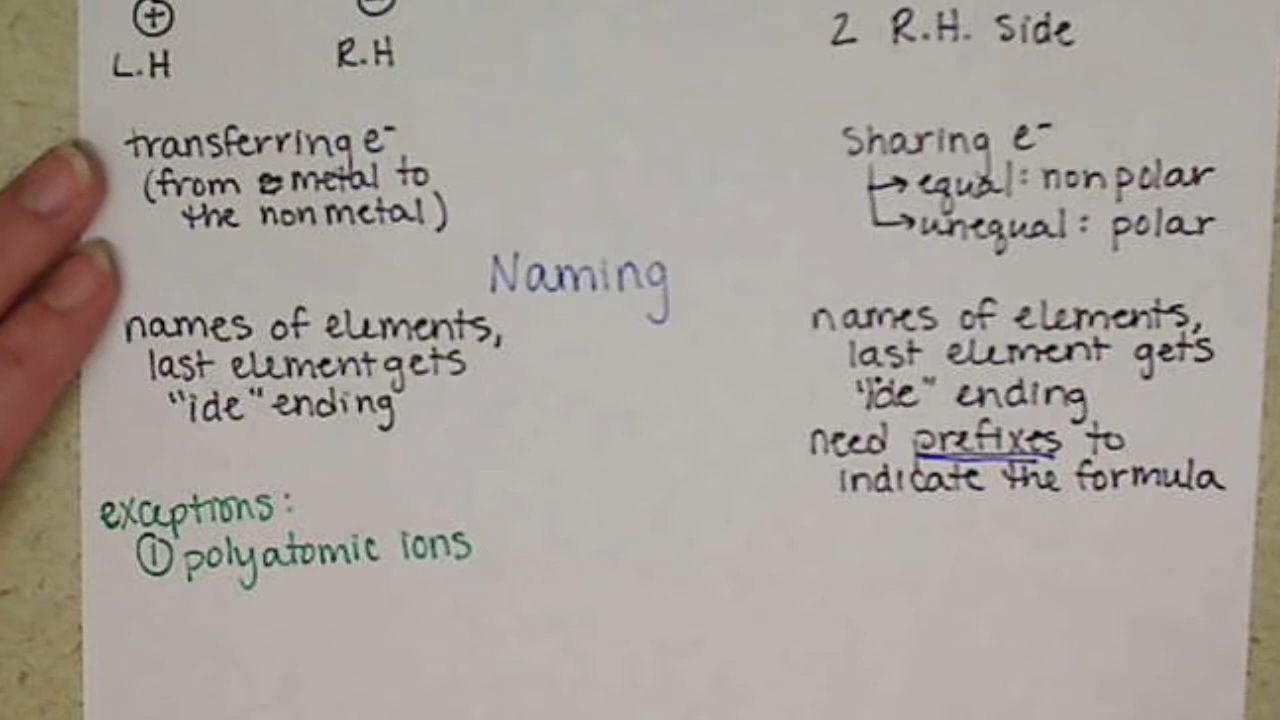 ⊕
L.H
⊖
R.H
transferring e⁻
(from metal to
the nonmetal)
2 R.H. Side
Sharing e⁻
↳ equal: nonpolar
↳ unequal: polar
Naming
names of elements,
last element gets
"ide" ending
exceptions:
① polyatomic ions
names of elements,
last element gets
"ide" ending
need prefixes to
indicate the formula